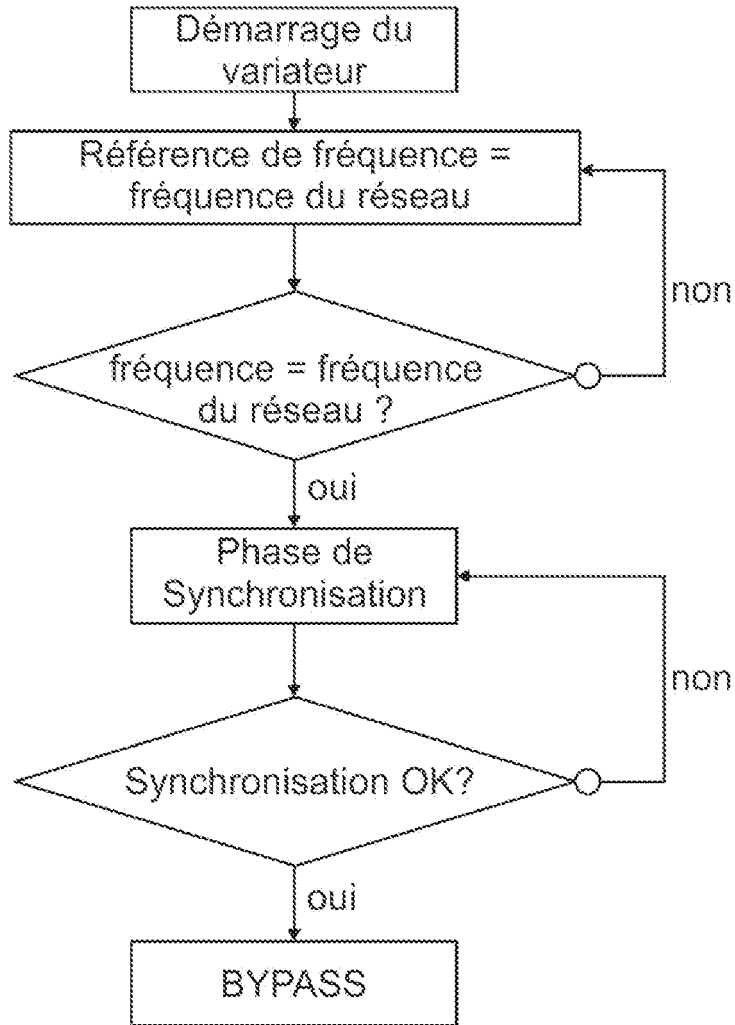 Démarrage du
variateur
Référence de fréquence =
fréquence du réseau
non
fréquence = fréquence
du réseau ?
oui
Phase de
Synchronisation
non
Synchronisation OK?
oui
BYPASS